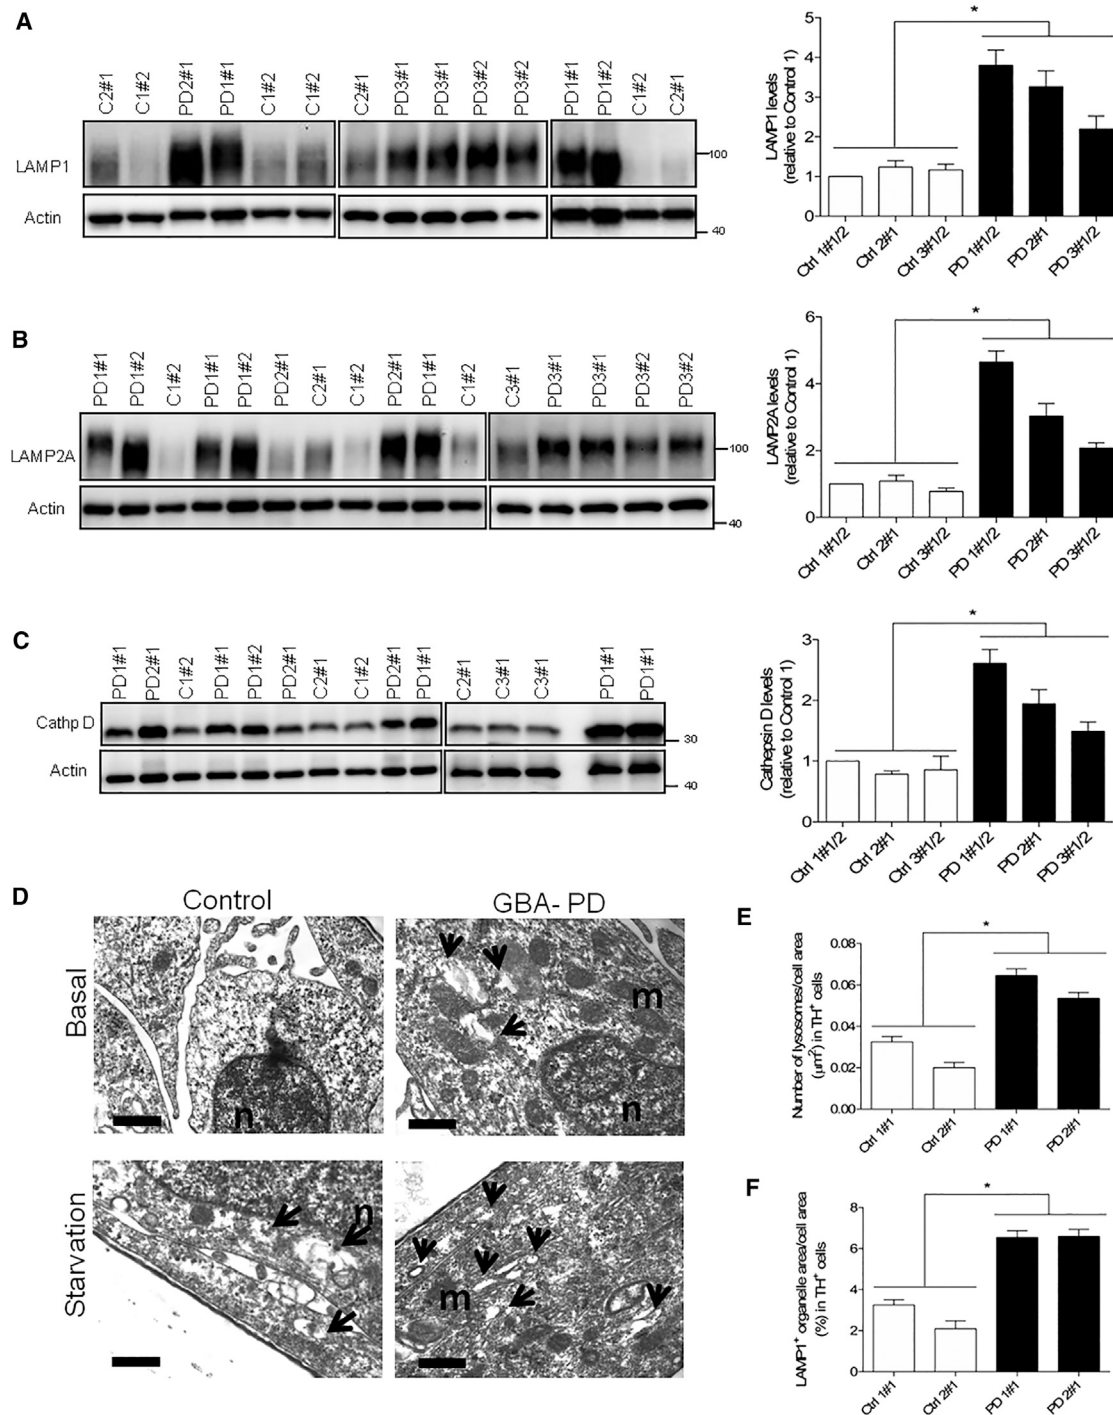 A
C2#1 C1#2 PD2#1 PD1#1 C1#2 C1#2 C2#1 PD3#1 PD3#1 PD3#2 PD3#2 PD1#1 PD1#2 C1#2 C2#1
LAMP1
100
Actin
40
LAMP1 levels
(relative to Control 1)
5
4
3
2
1
0
*
Ctrl 1#1/2 Ctrl 2#1 Ctrl 3#1/2 PD 1#1/2 PD 2#1 PD 3#1/2
B
PD1#1 PD1#2 C1#2 PD1#1 PD1#2 PD2#1 C2#1 C1#2 PD2#1 PD1#1 C1#2 C3#1 PD3#1 PD3#1 PD3#2 PD3#2
LAMP2A
100
Actin
40
LAMP2A levels
(relative to Control 1)
6
4
2
0
*
Ctrl 1#1/2 Ctrl 2#1 Ctrl 3#1/2 PD 1#1/2 PD 2#1 PD 3#1/2
C
PD1#1 PD2#1 C1#2 PD1#1 PD1#2 PD2#1 C2#1 C1#2 PD2#1 PD1#1 C2#1 C3#1 C3#1 PD1#1 PD1#1
Cathp D
30
Actin
40
Cathepsin D levels
(relative to Control 1)
3
2
1
0
*
Ctrl 1#1/2 Ctrl 2#1 Ctrl 3#1/2 PD 1#1/2 PD 2#1 PD 3#1/2
D
Control GBA- PD
Basal
n
m
n
Starvation
n
m
E
Number of lysosomes/cell area
(µm²) in TH⁺ cells
0.08
0.06
0.04
0.02
0.00
*
Ctrl 1#1 Ctrl 2#1 PD 1#1 PD 2#1
F
LAMP1⁺ organelle area/cell area
(%) in TH⁺ cells
8
6
4
2
0
*
Ctrl 1#1 Ctrl 2#1 PD 1#1 PD 2#1